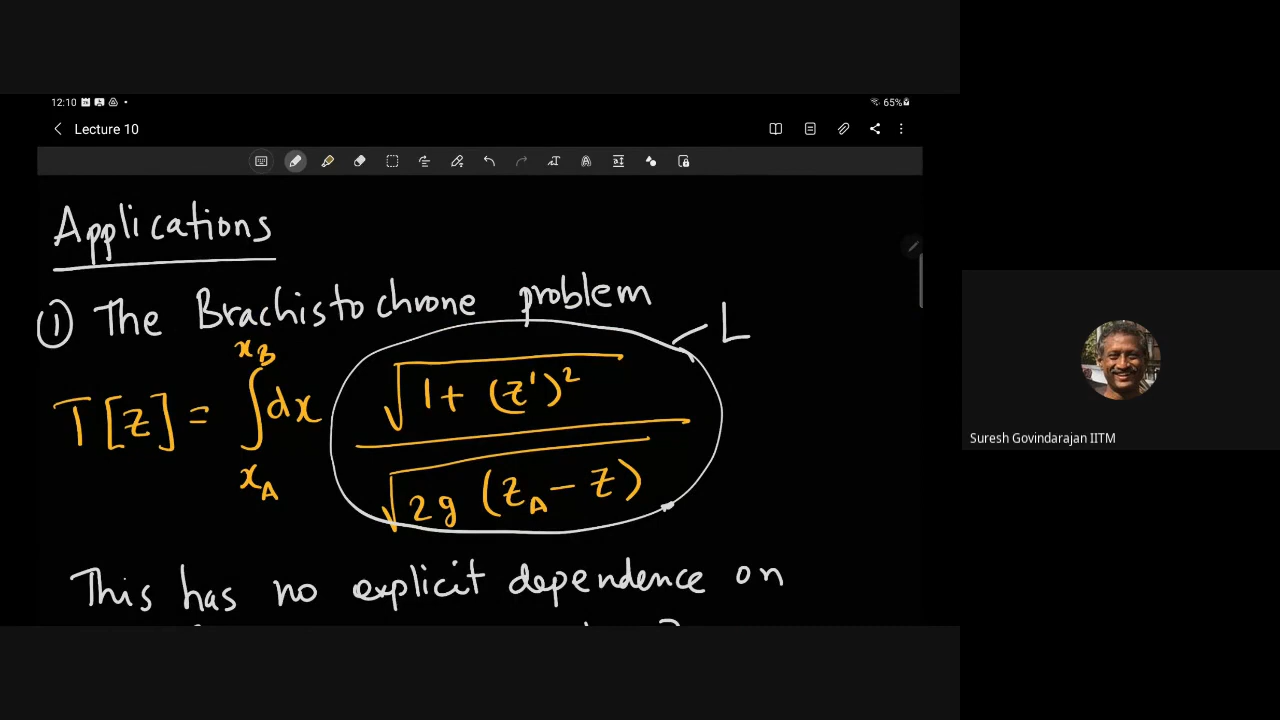 12:10
65%
Lecture 10
Applications
① The Brachistochrone problem
L
T[z] = ∫_{x_A}^{x_B} dx √(1 + (z')²) / √(2g (z_A − z))
This has no explicit dependence on
Suresh Govindarajan IITM